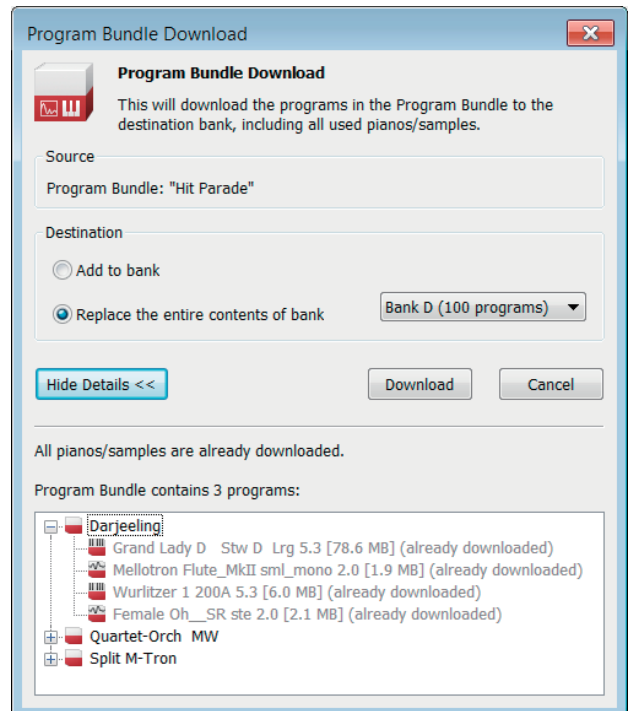 Program Bundle Download
Program Bundle Download
This will download the programs in the Program Bundle to the
destination bank, including all used pianos/samples.
Source
Program Bundle: "Hit Parade"
Destination
Add to bank
Replace the entire contents of bank
Bank D (100 programs)
Hide Details <<
Download
Cancel
All pianos/samples are already downloaded.
Program Bundle contains 3 programs:
Darjeeling
Grand Lady D   Stw D  Lrg 5.3 [78.6 MB] (already downloaded)
Mellotron Flute_MkII sml_mono 2.0 [1.9 MB] (already downloaded)
Wurlitzer 1 200A 5.3 [6.0 MB] (already downloaded)
Female Oh__SR ste 2.0 [2.1 MB] (already downloaded)
Quartet-Orch  MW
Split M-Tron